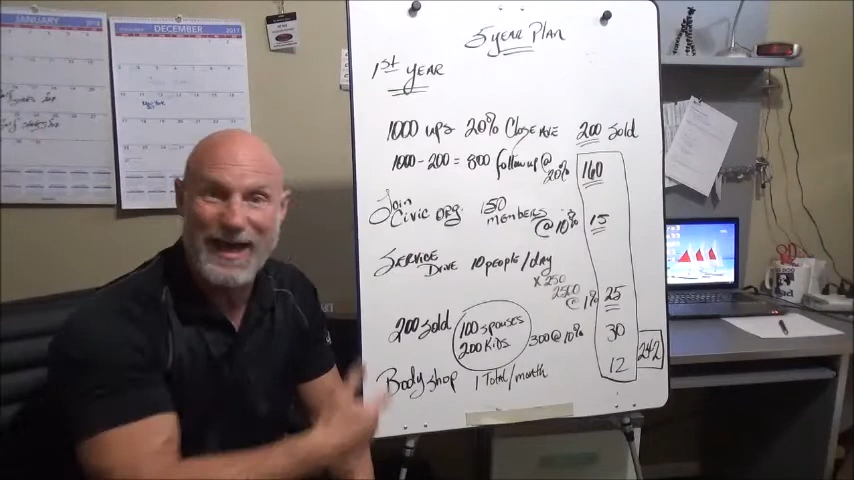 JANUARY
DECEMBER 2017
5 YEAR PLAN
1ST YEAR
1000 ups 20% Close Rate 200 Sold
1000-200=800 follow up @ 20% 160
Join Civic ORG. 150 members @ 10% 15
SERVICE DRIVE 10 people/day
X 250
2500
@ 1% 25
200 Sold 100 SPOUSES
200 KIDS 300 @ 10% 30
Body shop 1 Total/month 12
242